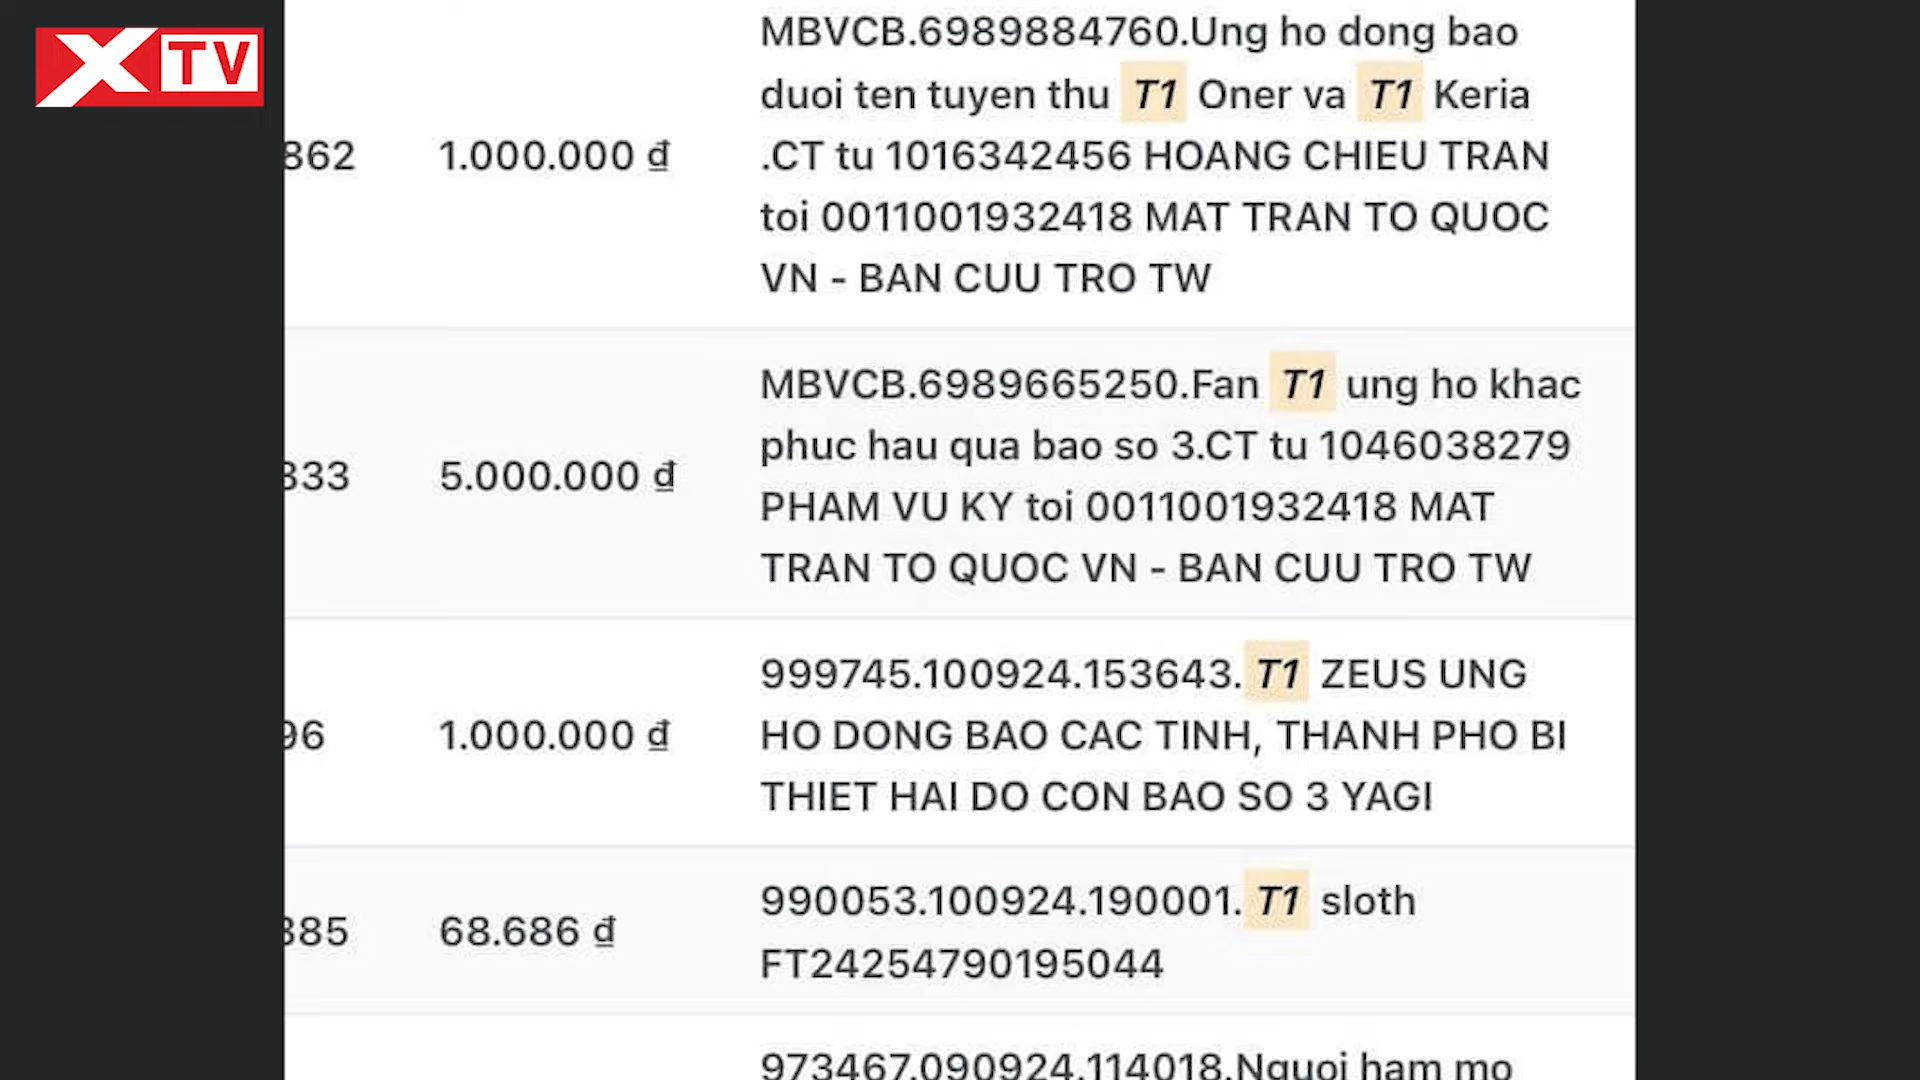 XTV
MBVCB.6989884760.Ung ho dong bao
duoi ten tuyen thu T1 Oner va T1 Keria
862 1.000.000 ₫ .CT tu 1016342456 HOANG CHIEU TRAN
toi 0011001932418 MAT TRAN TO QUOC
VN - BAN CUU TRO TW
MBVCB.6989665250.Fan T1 ung ho khac
phuc hau qua bao so 3.CT tu 1046038279
333 5.000.000 ₫
PHAM VU KY toi 0011001932418 MAT
TRAN TO QUOC VN - BAN CUU TRO TW
999745.100924.153643. T1 ZEUS UNG
96 1.000.000 ₫ HO DONG BAO CAC TINH, THANH PHO BI
THIET HAI DO CON BAO SO 3 YAGI
990053.100924.190001. T1 sloth
385 68.686 ₫
FT24254790195044
973467.090924.114018.Nguoi ham mo